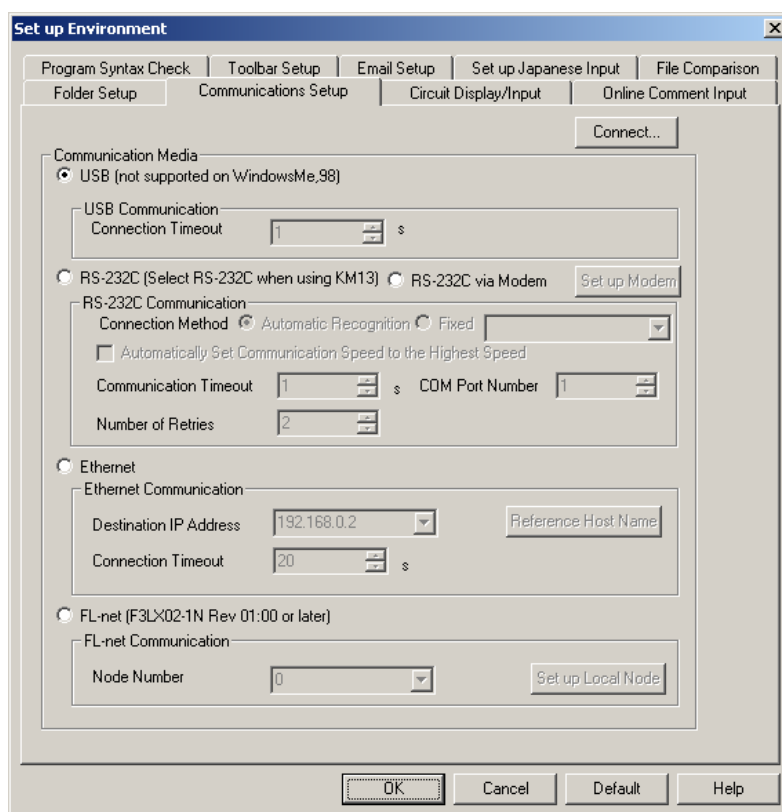 Set up Environment
Program Syntax Check Toolbar Setup Email Setup Set up Japanese Input File Comparison
Folder Setup Communications Setup Circuit Display/Input Online Comment Input
Connect...
Communication Media
USB (not supported on WindowsMe,98)
USB Communication
Connection Timeout 1 s
RS-232C (Select RS-232C when using KM13) RS-232C via Modem Set up Modem
RS-232C Communication
Connection Method Automatic Recognition Fixed
Automatically Set Communication Speed to the Highest Speed
Communication Timeout 1 s COM Port Number 1
Number of Retries 2
Ethernet
Ethernet Communication
Destination IP Address 192.168.0.2 Reference Host Name
Connection Timeout 20 s
FL-net (F3LX02-1N Rev 01:00 or later)
FL-net Communication
Node Number 0 Set up Local Node
OK Cancel Default Help